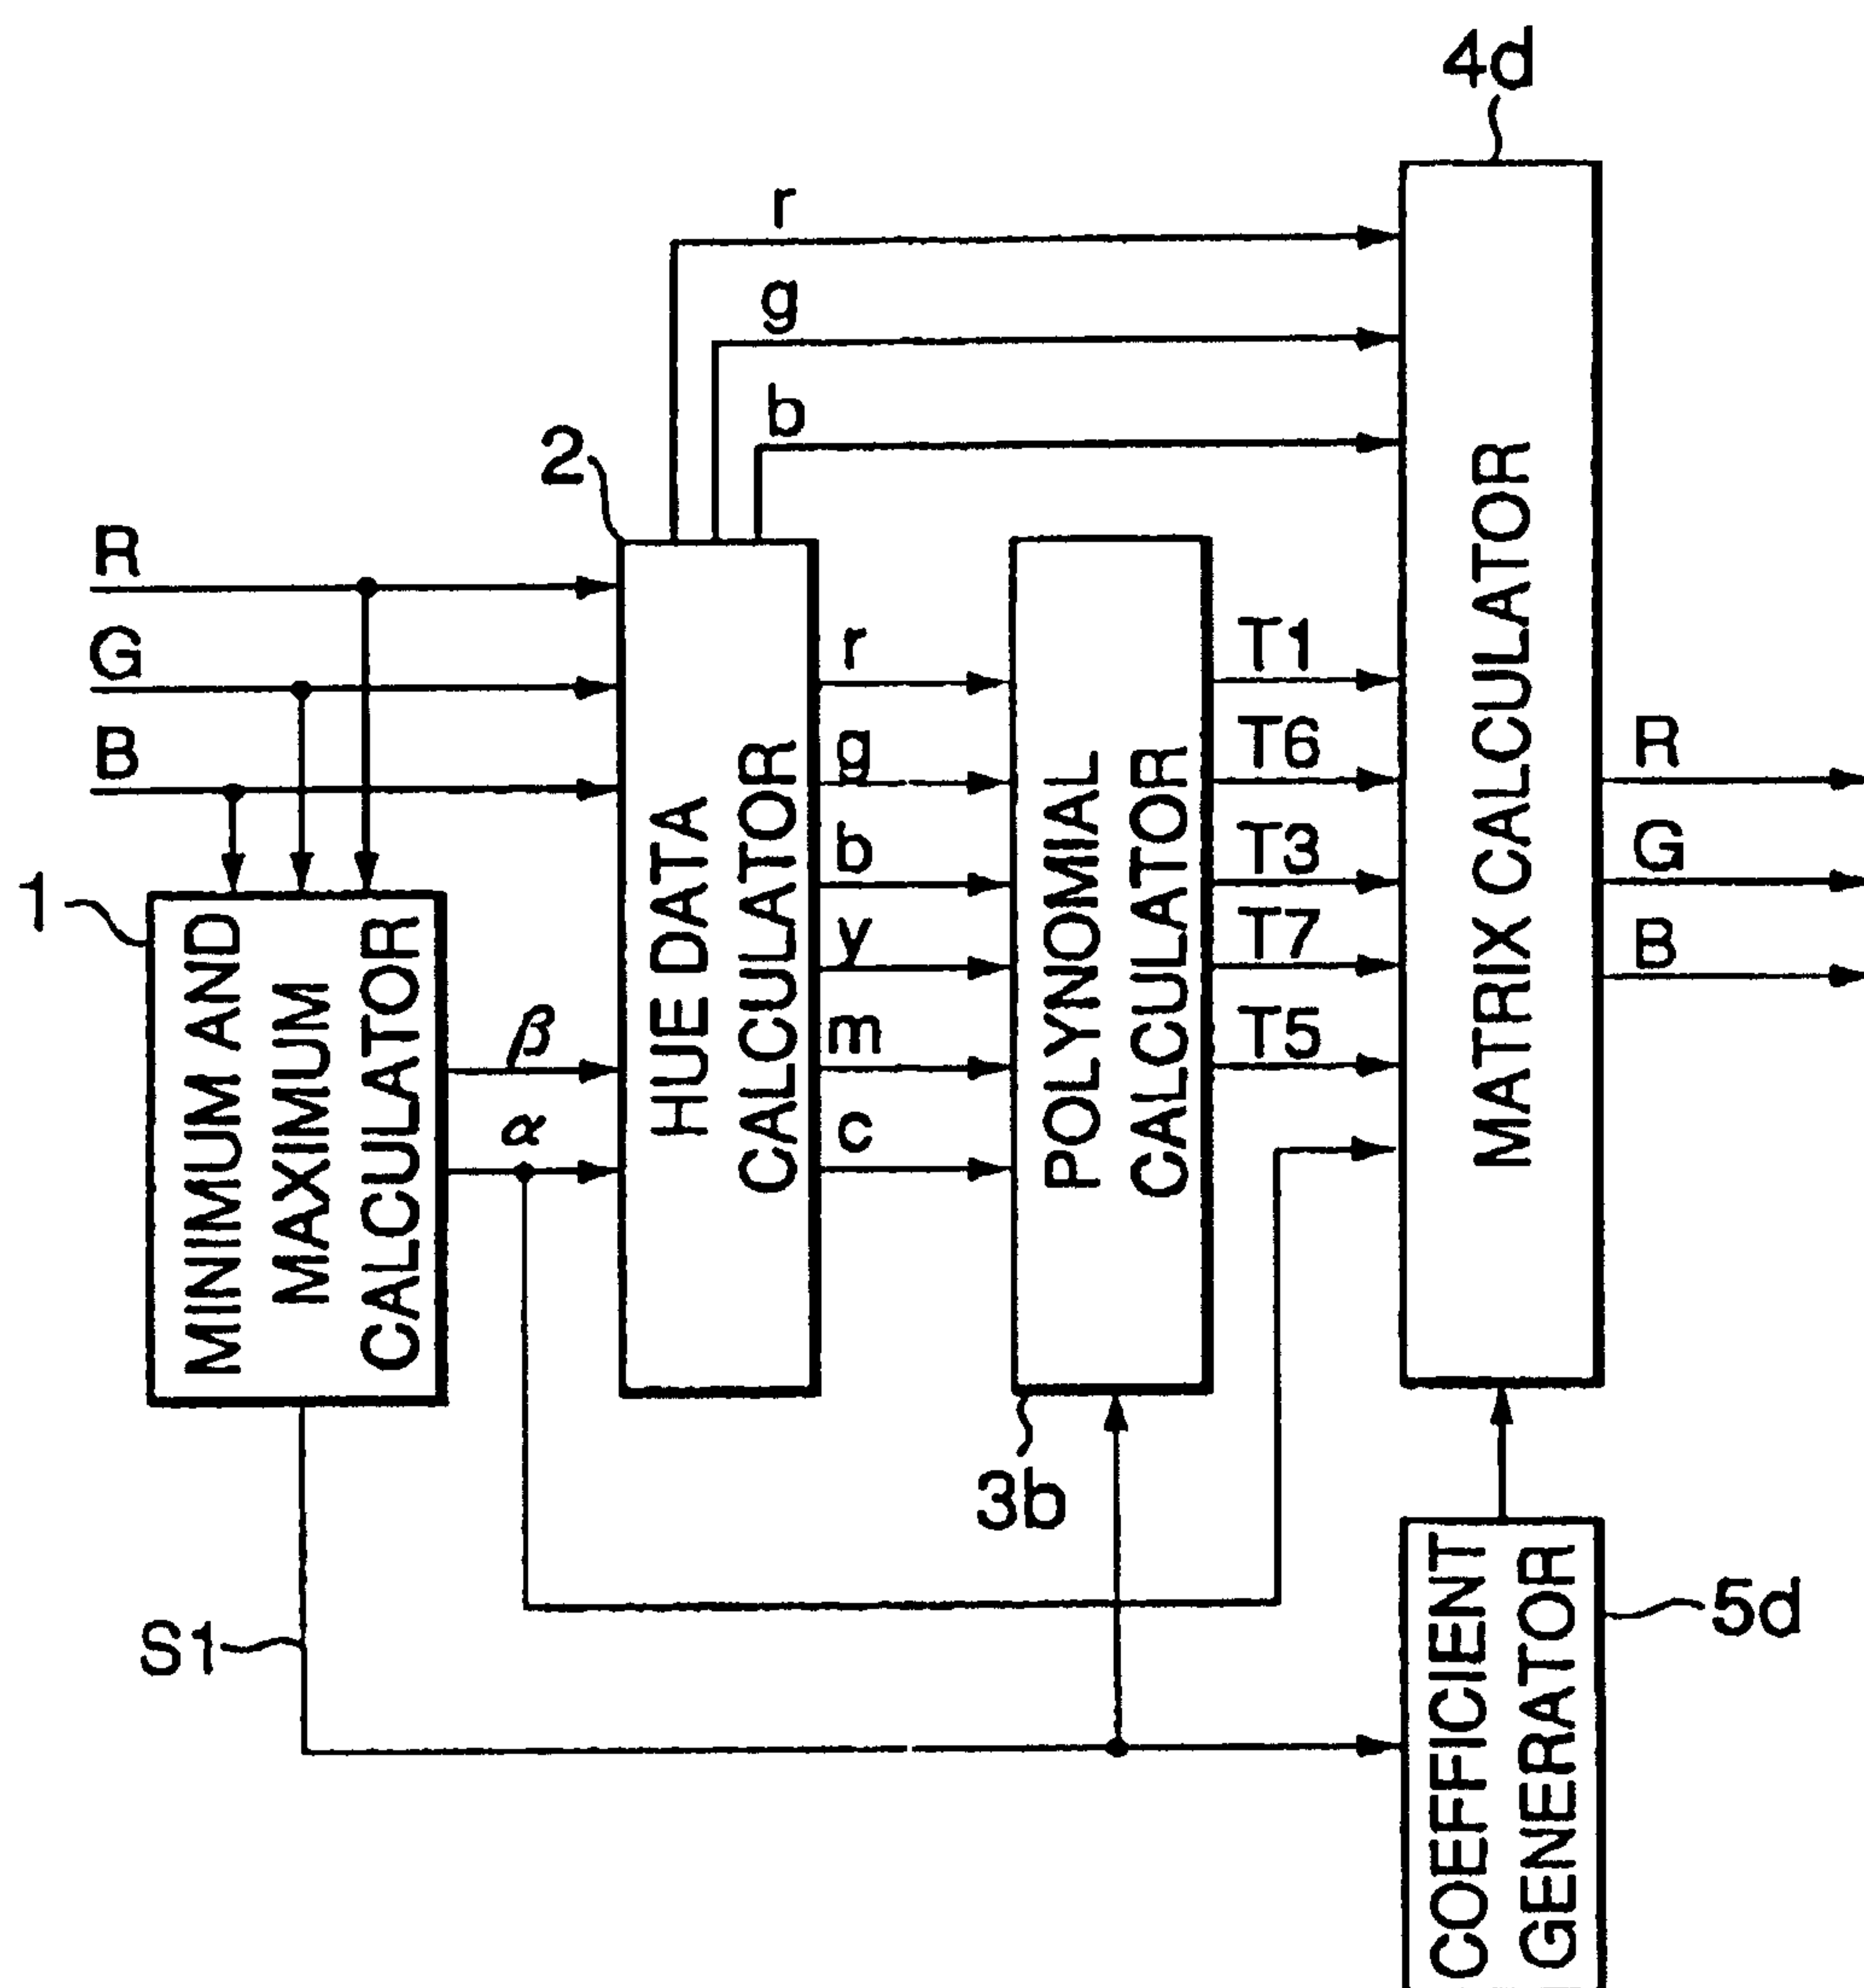 4d
r
g
b
2
R
G
B
r
g
b
y
m
c
T1
T6
T3
T7
T5
R
G
B
1
MINIMUM AND
MAXIMUM
CALCULATOR
β
α
HUE DATA
CALCULATOR
POLYNOMIAL
CALCULATOR
MATRIX CALCULATOR
3b
S1
COEFFICIENT
GENERATOR
5d